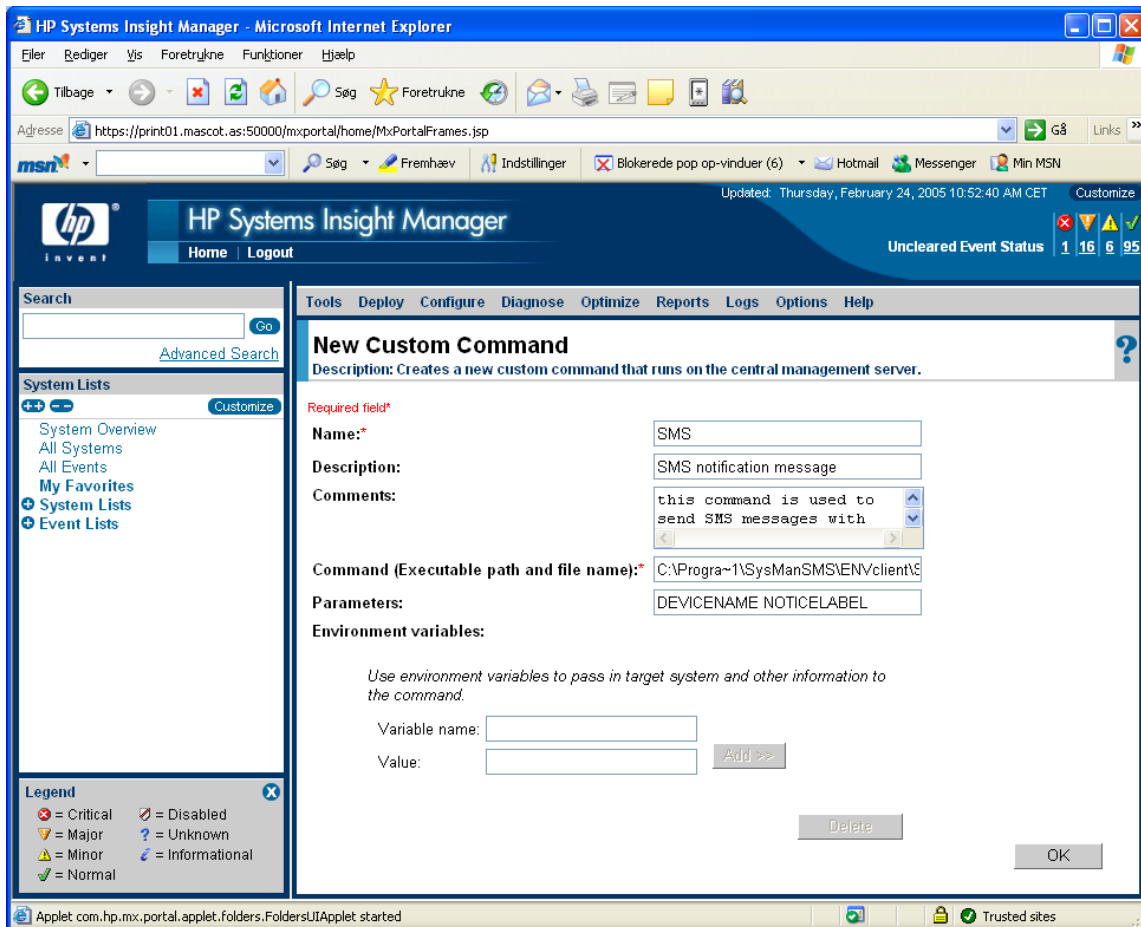 HP Systems Insight Manager - Microsoft Internet Explorer
Filer Rediger Vis Foretrukne Funktioner Hjælp
Tilbage Søg Foretrukne
Adresse https://print01.mascot.as:50000/mxportal/home/MxPortalFrames.jsp Gå Links »
msn Søg Fremhæv Indstillinger Blokerede pop op-vinduer (6) Hotmail Messenger Min MSN
Updated: Thursday, February 24, 2005 10:52:40 AM CET Customize
hp ®
invent
HP Systems Insight Manager
Home | Logout
Uncleared Event Status 1 16 6 95
Search
Go
Advanced Search
System Lists
Customize
System Overview
All Systems
All Events
My Favorites
System Lists
Event Lists
Legend
= Critical = Disabled
= Major ? = Unknown
= Minor i = Informational
= Normal
Tools Deploy Configure Diagnose Optimize Reports Logs Options Help
New Custom Command ?
Description: Creates a new custom command that runs on the central management server.
Required field*
Name:* SMS
Description: SMS notification message
Comments: this command is used to
send SMS messages with
Command (Executable path and file name):* C:\Progra~1\SysManSMS\ENVclient\S
Parameters: DEVICENAME NOTICELABEL
Environment variables:
Use environment variables to pass in target system and other information to
the command.
Variable name:
Value: Add >>
Delete
OK
Applet com.hp.mx.portal.applet.folders.FoldersUIApplet started Trusted sites